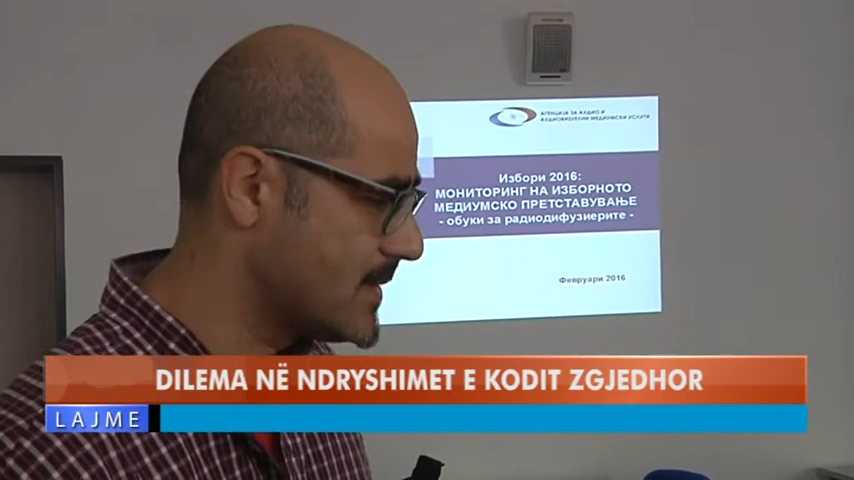 АГЕНЦИЈА ЗА АУДИО И
АУДИОВИЗУЕЛНИ МЕДИУМСКИ УСЛУГИ
Избори 2016:
МОНИТОРИНГ НА ИЗБОРНОТО
МЕДИУМСКО ПРЕТСТАВУВАЊЕ
- обуки за радиодифузиерите -
Февруари 2016
DILEMA NË NDRYSHIMET E KODIT ZGJEDHOR
LAJME